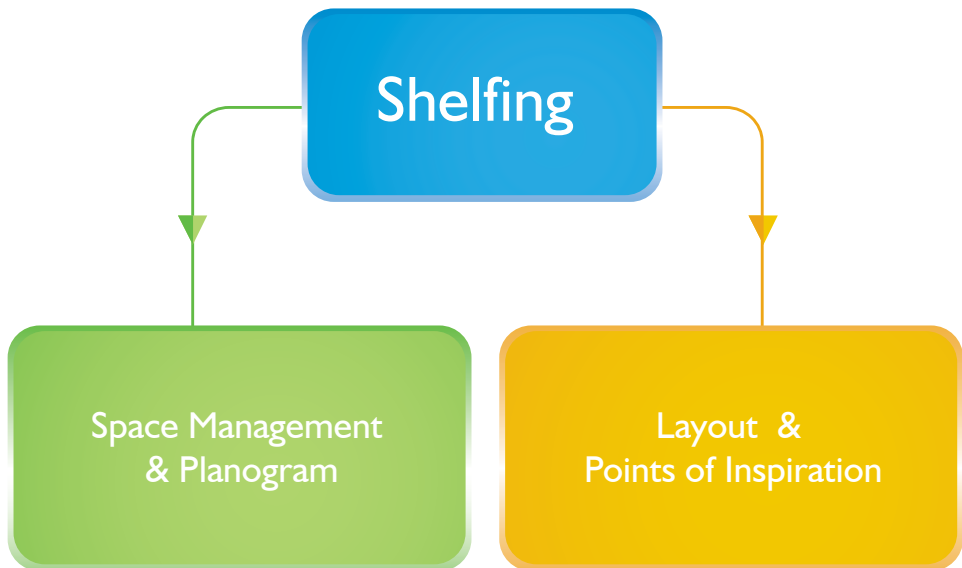 Shelfing
Space Management
& Planogram
Layout &
Points of Inspiration